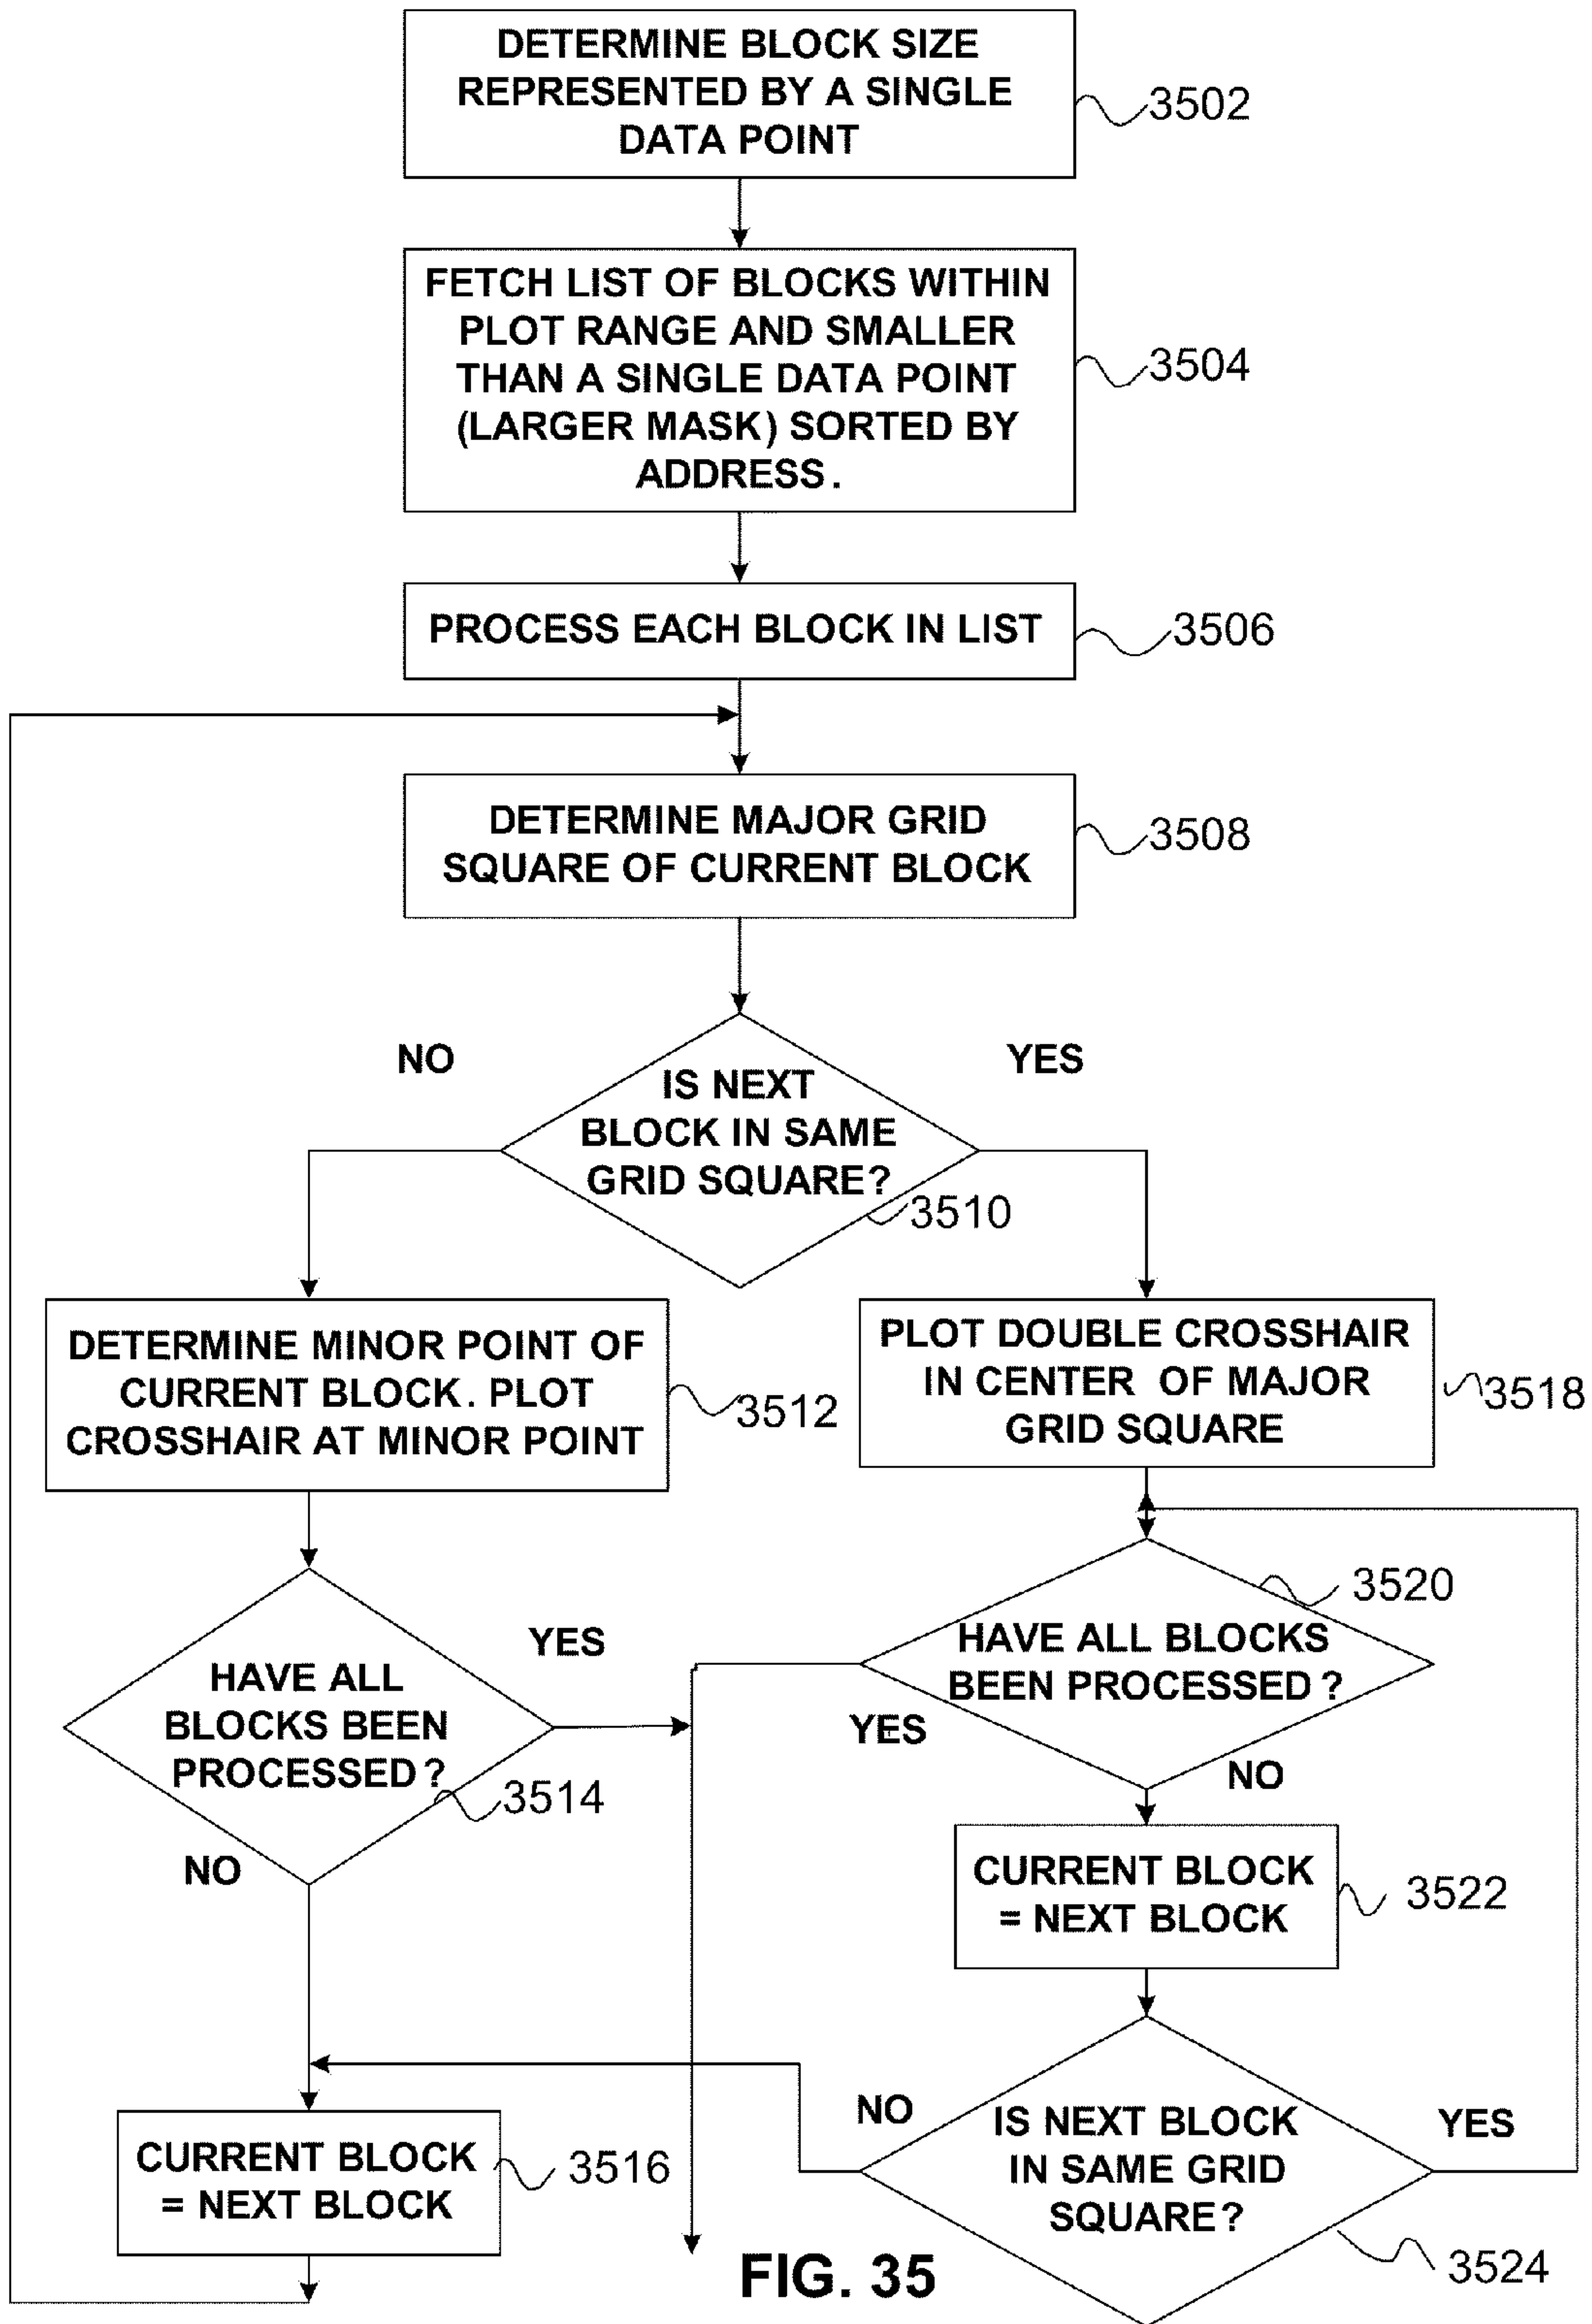 DETERMINE BLOCK SIZE
REPRESENTED BY A SINGLE
DATA POINT
3502
FETCH LIST OF BLOCKS WITHIN
PLOT RANGE AND SMALLER
THAN A SINGLE DATA POINT
(LARGER MASK) SORTED BY
ADDRESS.
3504
PROCESS EACH BLOCK IN LIST
3506
DETERMINE MAJOR GRID
SQUARE OF CURRENT BLOCK
3508
NO
YES
IS NEXT
BLOCK IN SAME
GRID SQUARE?
3510
DETERMINE MINOR POINT OF
CURRENT BLOCK. PLOT
CROSSHAIR AT MINOR POINT
3512
PLOT DOUBLE CROSSHAIR
IN CENTER OF MAJOR
GRID SQUARE
3518
HAVE ALL
BLOCKS BEEN
PROCESSED?
3514
YES
NO
3520
HAVE ALL BLOCKS
BEEN PROCESSED?
YES
NO
CURRENT BLOCK
= NEXT BLOCK
3522
CURRENT BLOCK
= NEXT BLOCK
3516
NO
IS NEXT BLOCK
IN SAME GRID
SQUARE?
YES
3524
FIG. 35